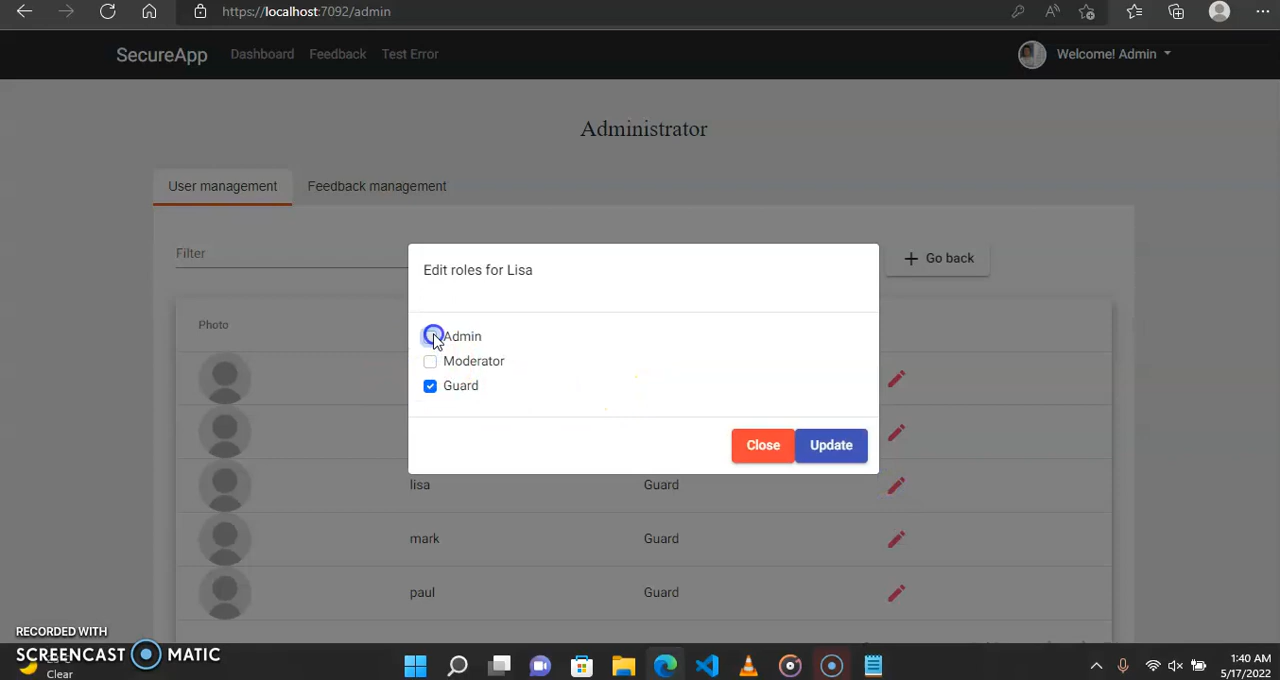 https://localhost:7092/admin
SecureApp Dashboard Feedback Test Error Welcome! Admin
Administrator
User management Feedback management
Filter
Go back
Photo
Edit roles for Lisa
Admin
Moderator
Guard
Close Update
lisa Guard
mark Guard
paul Guard
RECORDED WITH
SCREENCAST MATIC
Clear
1:40 AM
5/17/2022